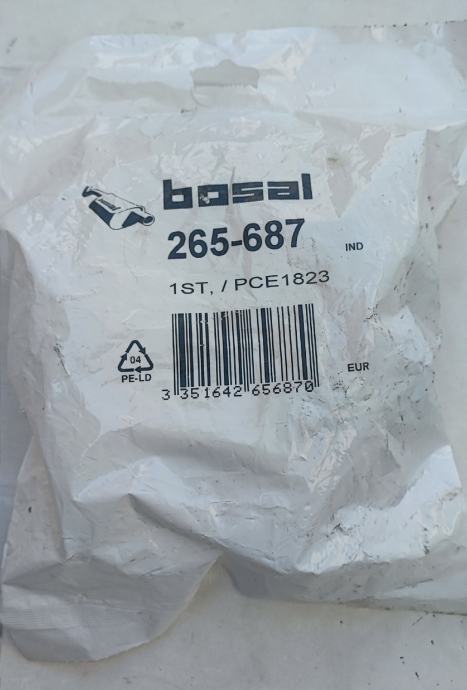 bosal
265-687
IND
1ST, / PCE1823
04
PE-LD
EUR
3 351642 656870